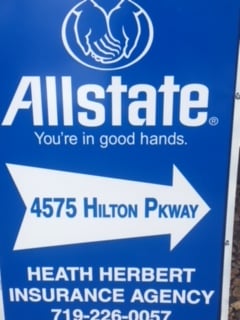 Allstate®
You're in good hands.
4575 HILTON PKWAY
HEATH HERBERT
INSURANCE AGENCY
719-226-0057